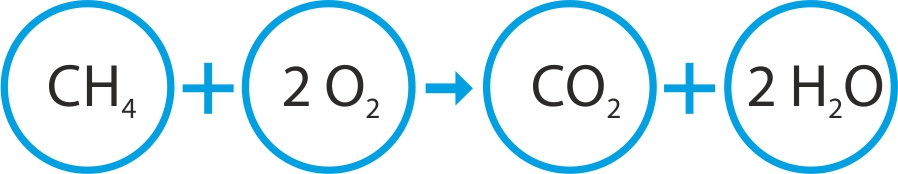 CH₄ + 2 O₂ → CO₂ + 2 H₂O